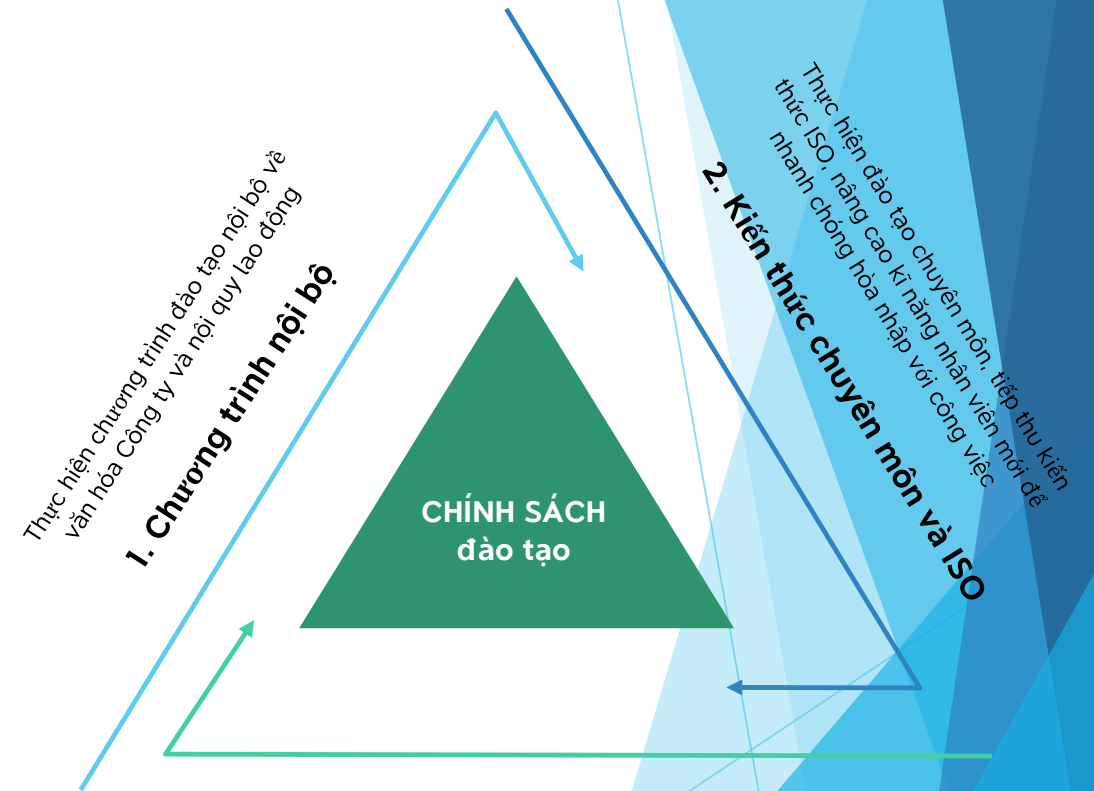 Thực hiện chương trình đào tạo nội bộ về
văn hóa Công ty và nội quy lao động
1. Chương trình nội bộ
Thực hiện đào tạo chuyên môn, tiếp thu kiến
thức ISO, nâng cao kĩ năng nhân viên mới để
nhanh chóng hòa nhập với công việc
2. Kiến thức chuyên môn và ISO
CHÍNH SÁCH
đào tạo